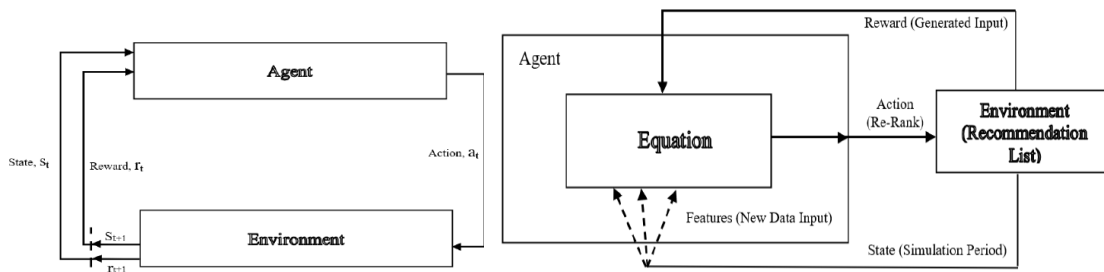 Agent
State, Sₜ
Reward, rₜ
Action, aₜ
Environment
Sₜ₊₁
rₜ₊₁
Reward (Generated Input)
Agent
Equation
Action
(Re-Rank)
Environment
(Recommendation
List)
Features (New Data Input)
State (Simulation Period)